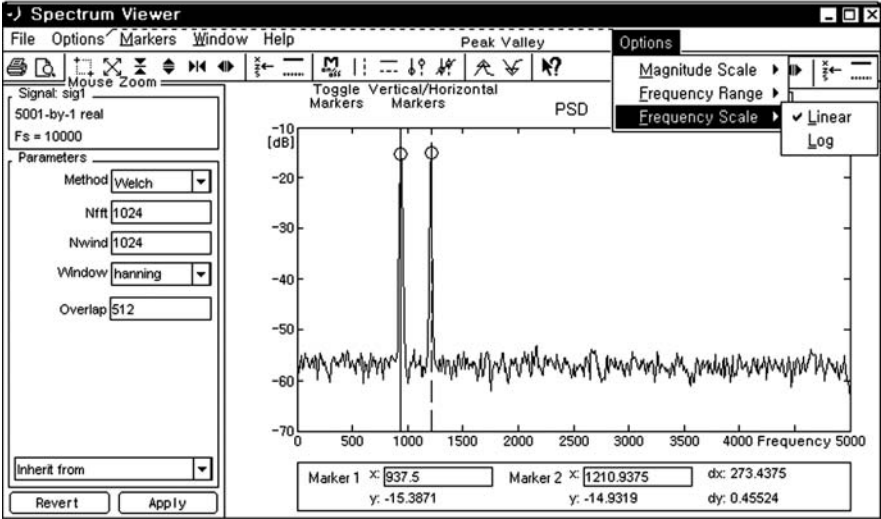 Spectrum Viewer
File Options Markers Window Help
Peak Valley
Options
Magnitude Scale
Frequency Range
Frequency Scale
Linear
Log
Mouse Zoom
Toggle Vertical/Horizontal
Markers Markers
PSD
Signal: sig1
5001-by-1 real
Fs = 10000
Parameters
Method Welch
Nfft 1024
Nwind 1024
Window hanning
Overlap 512
Inherit from
Revert Apply
-10
[dB]
-20
-30
-40
-50
-60
-70
0 500 1000 1500 2000 2500 3000 3500 4000 Frequency 5000
Marker 1 x: 937.5 Marker 2 x: 1210.9375 dx: 273.4375
y: -15.3871 y: -14.9319 dy: 0.45524